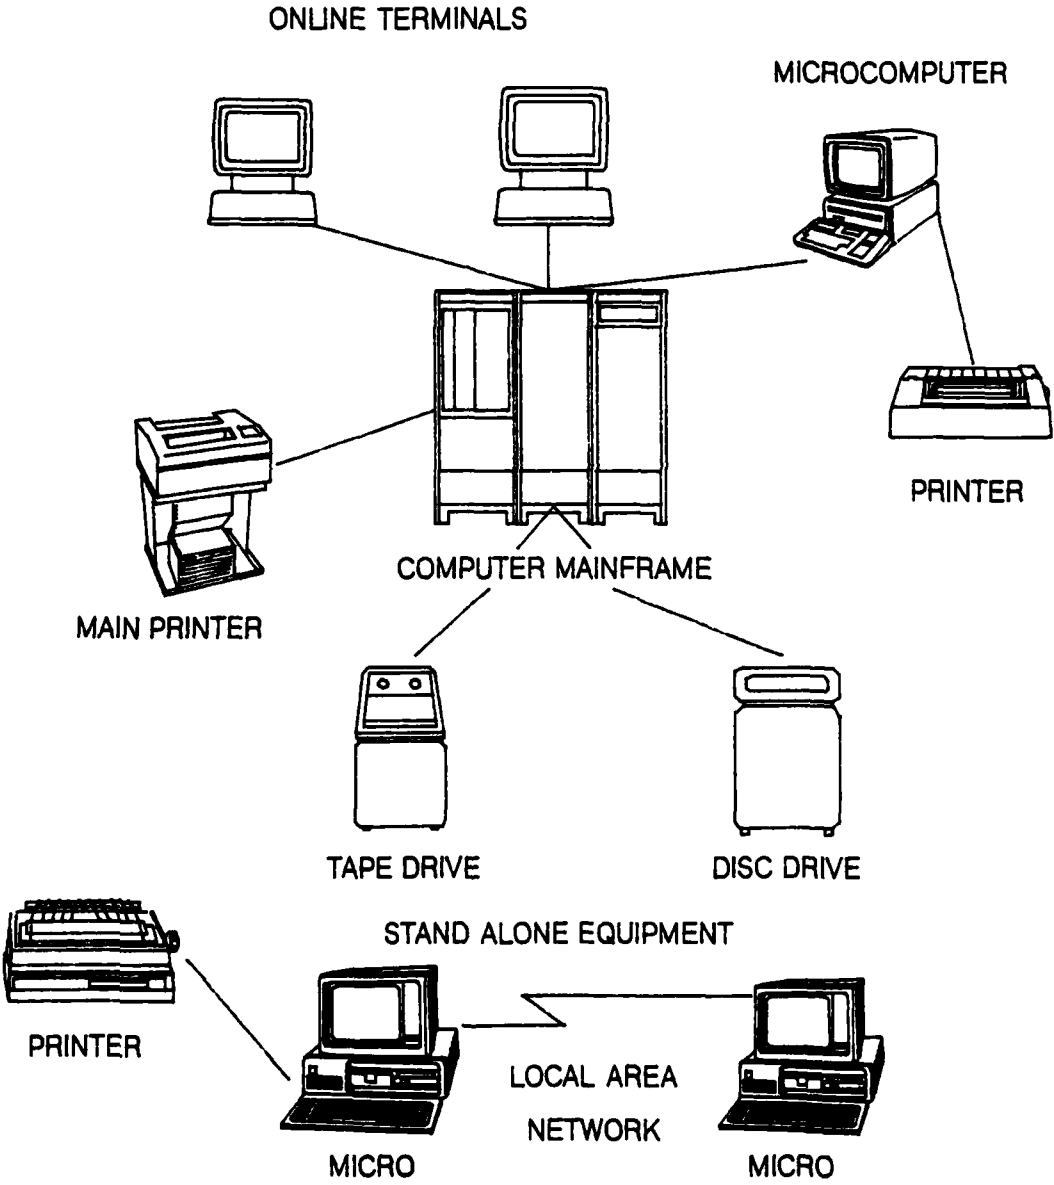 ONLINE TERMINALS
MICROCOMPUTER
PRINTER
COMPUTER MAINFRAME
MAIN PRINTER
TAPE DRIVE
DISC DRIVE
STAND ALONE EQUIPMENT
PRINTER
LOCAL AREA
NETWORK
MICRO
MICRO